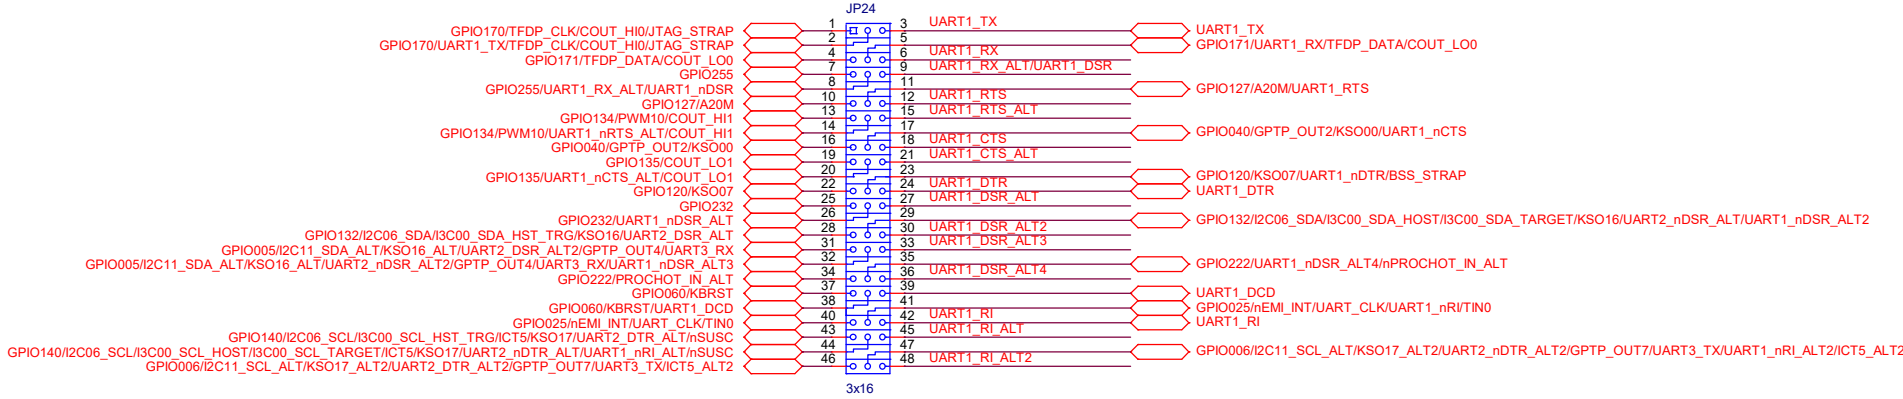 JP24
GPIO170/TFDP_CLK/COUT_HI0/JTAG_STRAP 1 3 UART1_TX UART1_TX
GPIO170/UART1_TX/TFDP_CLK/COUT_HI0/JTAG_STRAP 2 5 GPIO171/UART1_RX/TFDP_DATA/COUT_LO0
GPIO171/TFDP_DATA/COUT_LO0 4 6 UART1_RX
GPIO255 7 9 UART1_RX_ALT/UART1_DSR
GPIO255/UART1_RX_ALT/UART1_nDSR 8 11 GPIO127/A20M/UART1_RTS
GPIO127/A20M 10 12 UART1_RTS
GPIO134/PWM10/COUT_HI1 13 15 UART1_RTS_ALT
GPIO134/PWM10/UART1_nRTS_ALT/COUT_HI1 14 17 GPIO040/GPTP_OUT2/KSO00/UART1_nCTS
GPIO040/GPTP_OUT2/KSO00 16 18 UART1_CTS
GPIO135/COUT_LO1 19 21 UART1_CTS_ALT
GPIO135/UART1_nCTS_ALT/COUT_LO1 20 23 GPIO120/KSO07/UART1_nDTR/BSS_STRAP
GPIO120/KSO07 22 24 UART1_DTR UART1_DTR
GPIO232 25 27 UART1_DSR_ALT
GPIO232/UART1_nDSR_ALT 26 29 GPIO132/I2C06_SDA/I3C00_SDA_HOST/I3C00_SDA_TARGET/KSO16/UART2_nDSR_ALT/UART1_nDSR_ALT2
GPIO132/I2C06_SDA/I3C00_SDA_HST_TRG/KSO16/UART2_DSR_ALT 28 30 UART1_DSR_ALT2
GPIO005/I2C11_SDA_ALT/KSO16_ALT/UART2_DSR_ALT2/GPTP_OUT4/UART3_RX 31 33 UART1_DSR_ALT3
GPIO005/I2C11_SDA_ALT/KSO16_ALT/UART2_nDSR_ALT2/GPTP_OUT4/UART3_RX/UART1_nDSR_ALT3 32 35 GPIO222/UART1_nDSR_ALT4/nPROCHOT_IN_ALT
GPIO222/PROCHOT_IN_ALT 34 36 UART1_DSR_ALT4
GPIO060/KBRST 37 39 UART1_DCD
GPIO060/KBRST/UART1_DCD 38 41 GPIO025/nEMI_INT/UART_CLK/UART1_nRI/TIN0
GPIO025/nEMI_INT/UART_CLK/TIN0 40 42 UART1_RI UART1_RI
GPIO140/I2C06_SCL/I3C00_SCL_HST_TRG/ICT5/KSO17/UART2_DTR_ALT/nSUSC 43 45 UART1_RI_ALT
GPIO140/I2C06_SCL/I3C00_SCL_HOST/I3C00_SCL_TARGET/ICT5/KSO17/UART2_nDTR_ALT/UART1_nRI_ALT/nSUSC 44 47 GPIO006/I2C11_SCL_ALT/KSO17_ALT2/UART2_nDTR_ALT2/GPTP_OUT7/UART3_TX/UART1_nRI_ALT2/ICT5_ALT2
GPIO006/I2C11_SCL_ALT/KSO17_ALT2/UART2_DTR_ALT2/GPTP_OUT7/UART3_TX/ICT5_ALT2 46 48 UART1_RI_ALT2
3x16